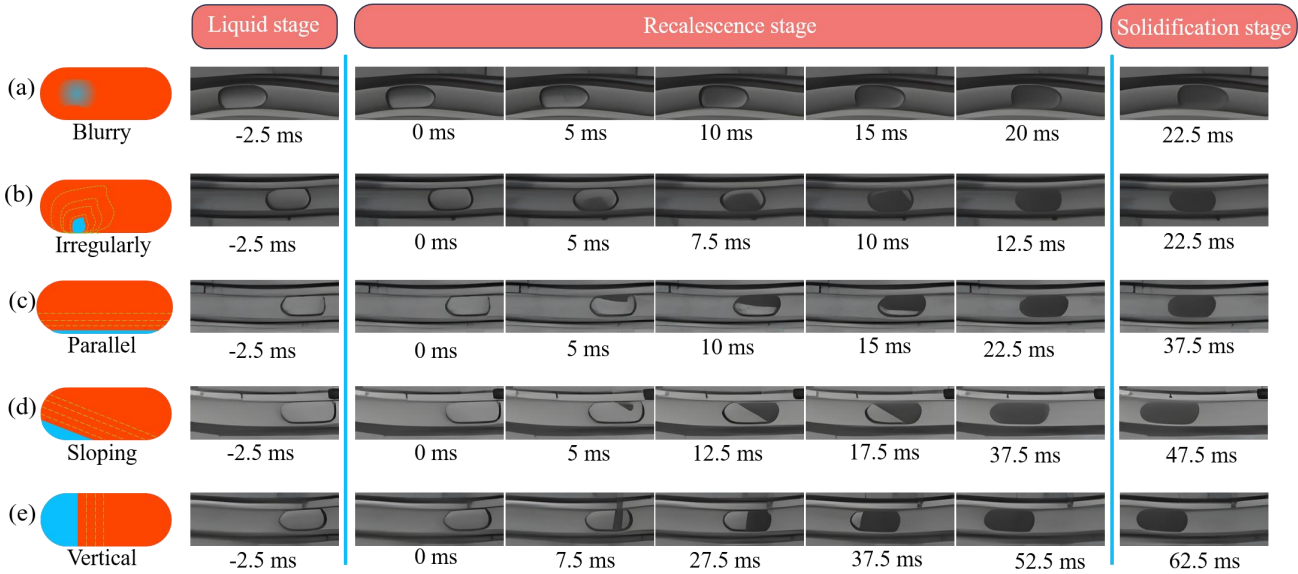 Liquid stage
Recalescence stage
Solidification stage
(a)
Blurry
-2.5 ms
0 ms
5 ms
10 ms
15 ms
20 ms
22.5 ms
(b)
Irregularly
-2.5 ms
0 ms
5 ms
7.5 ms
10 ms
12.5 ms
22.5 ms
(c)
Parallel
-2.5 ms
0 ms
5 ms
10 ms
15 ms
22.5 ms
37.5 ms
(d)
Sloping
-2.5 ms
0 ms
5 ms
12.5 ms
17.5 ms
37.5 ms
47.5 ms
(e)
Vertical
-2.5 ms
0 ms
7.5 ms
27.5 ms
37.5 ms
52.5 ms
62.5 ms